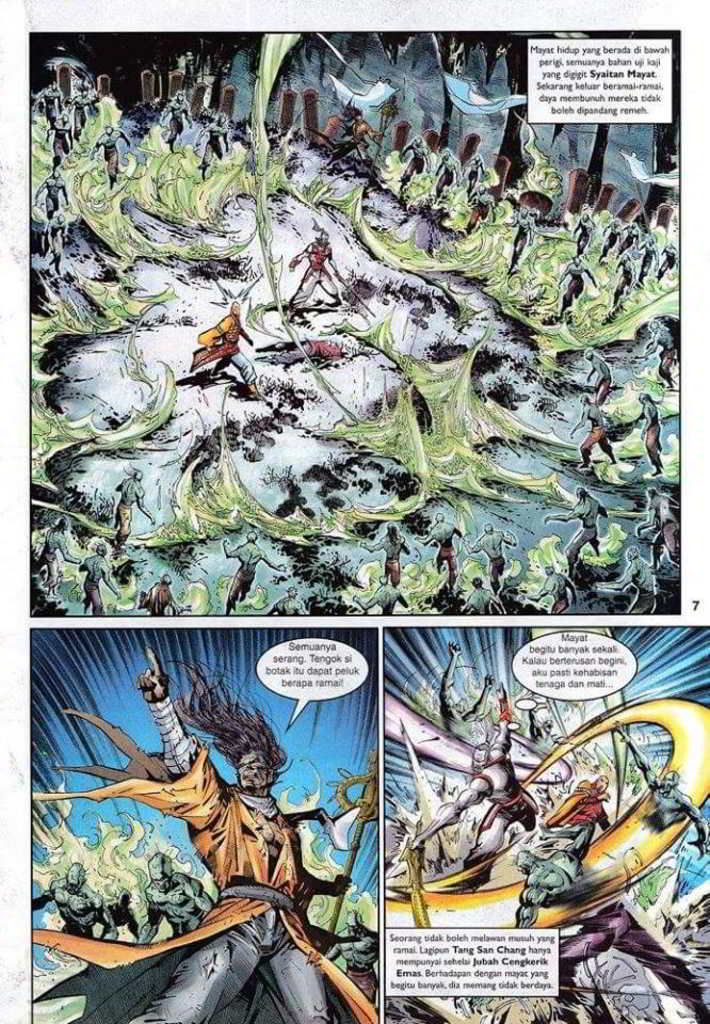 Mayat hidup yang berada di bawah
perigi, semuanya bahan uji kaji
yang digigit Syaitan Mayat.
Sekarang keluar beramai-ramai,
daya membunuh mereka tidak
boleh dipandang remeh.
7
Semuanya
serang. Tengok si
botak itu dapat peluk
berapa ramai!
Mayat
begitu banyak sekali.
Kalau berterusan begini,
aku pasti kehabisan
tenaga dan mati...
Seorang tidak boleh melawan musuh yang
ramai. Lagipun Tang San Chang hanya
mempunyai sehelai Jubah Cengkerik
Emas. Berhadapan dengan mayat yang
begitu banyak, dia memang tidak berdaya.